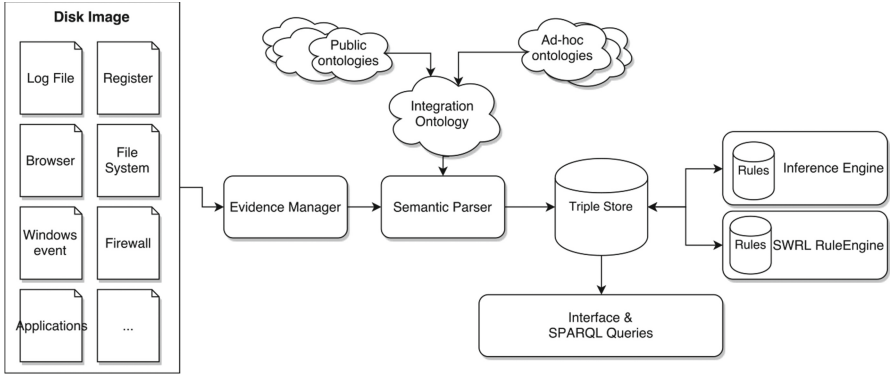 Disk Image
Log File
Register
Browser
File
System
Windows
event
Firewall
Applications
...
Public
ontologies
Ad-hoc
ontologies
Integration
Ontology
Evidence Manager
Semantic Parser
Triple Store
Rules
Inference Engine
Rules
SWRL RuleEngine
Interface &
SPARQL Queries